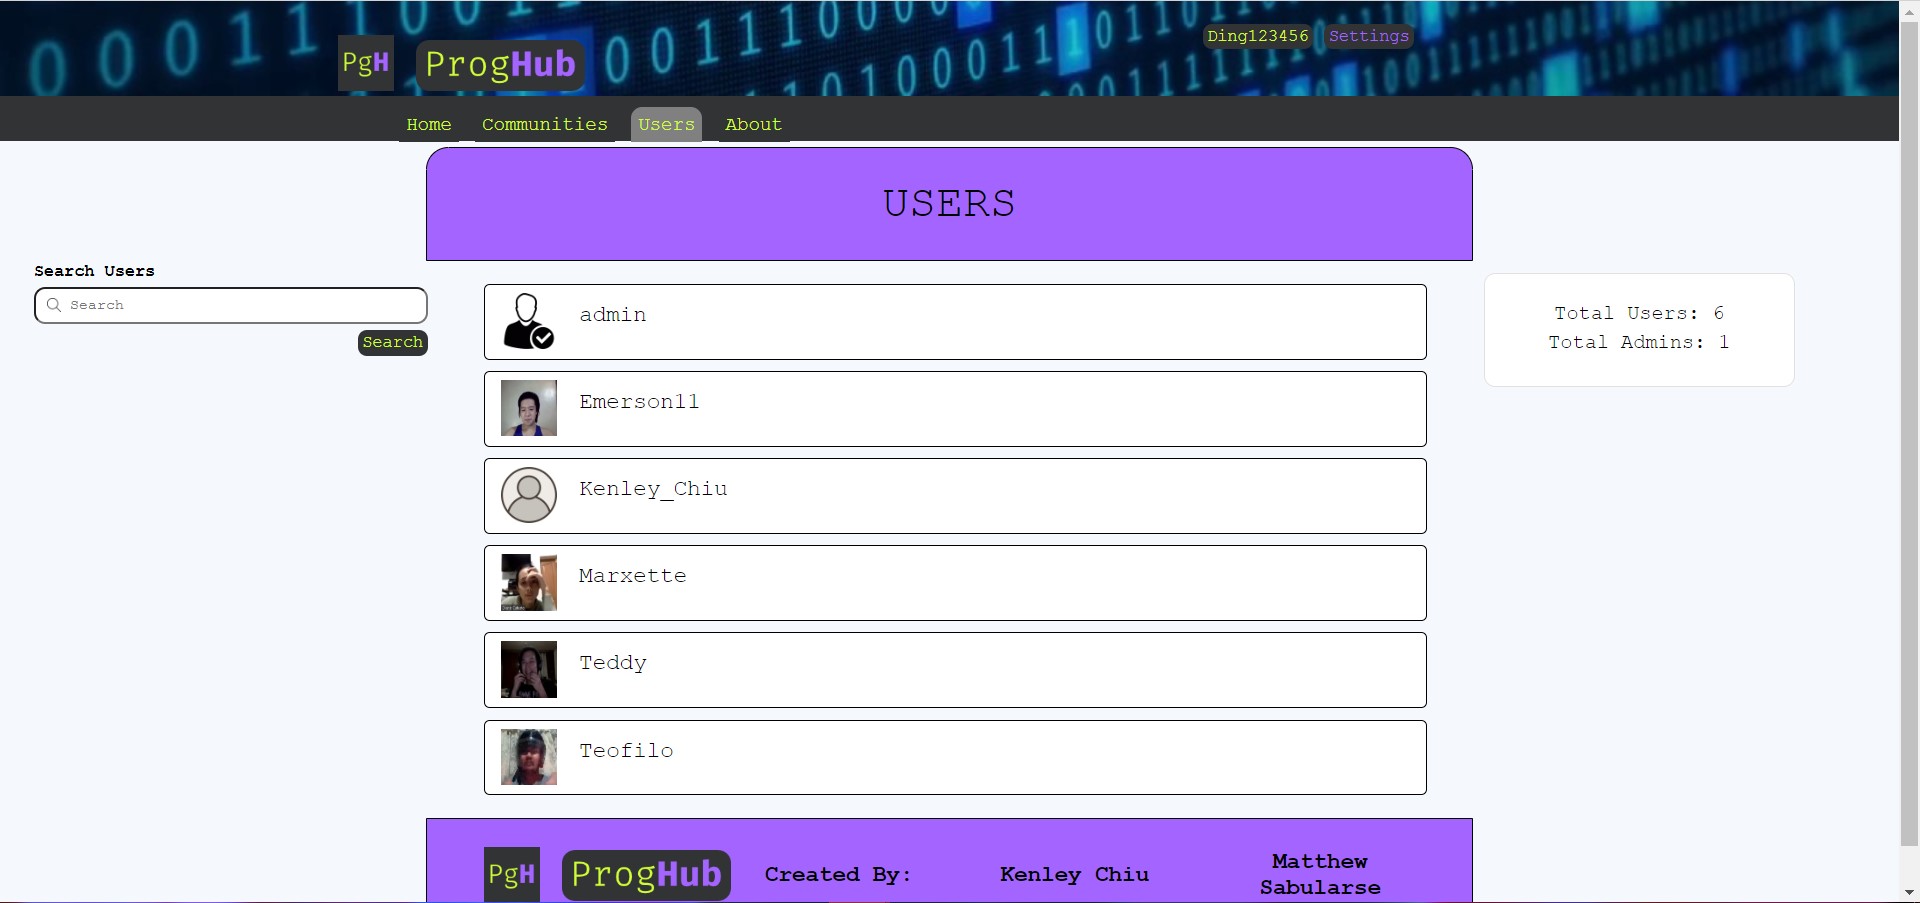 PgH ProgHub
Ding123456 Settings
Home Communities Users About
USERS
Search Users
Search
Search
admin
Emerson11
Kenley_Chiu
Marxette
Teddy
Teofilo
Total Users: 6
Total Admins: 1
PgH ProgHub Created By: Kenley Chiu Matthew
Sabularse